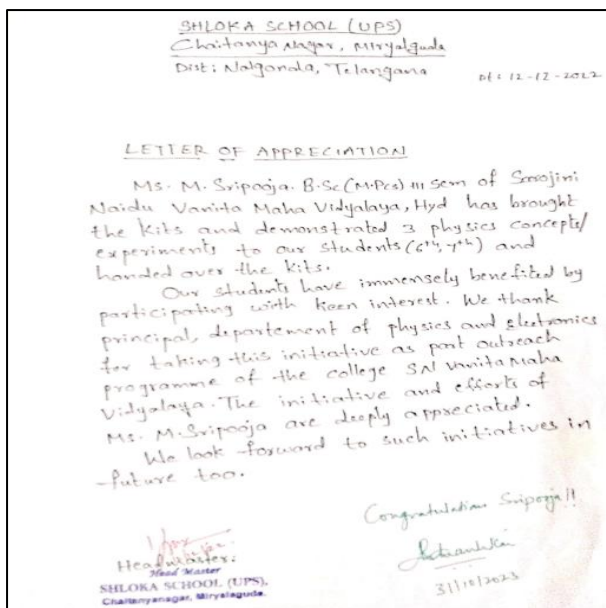 SHLOKA SCHOOL (UPS)
Chaitanya Nagar, Miryalguda
Dist: Nalgonda, Telangana
Dt: 12-12-2022
LETTER OF APPRECIATION
Ms. M. Sripooja. B.Sc (M.Pcs) III sem of Sarojini
Naidu Vanita Maha Vidyalaya, Hyd has brought
the kits and demonstrated 3 physics concepts/
experiments to our students (6th, 7th) and
handed over the kits.
Our students have immensely benefited by
participating with keen interest. We thank
principal, departement of physics and electronics
for taking this initiative as part outreach
programme of the college SN Vanita Maha
Vidyalaya. The initiative and efforts of
Ms. M. Sripooja are deeply appreciated.
We look forward to such initiatives in
future too.
Congratulations Sripooja!!
Headmaster.
Head Master
SHLOKA SCHOOL (UPS),
Chaitanyanagar, Miryalaguda.
31/10/2023